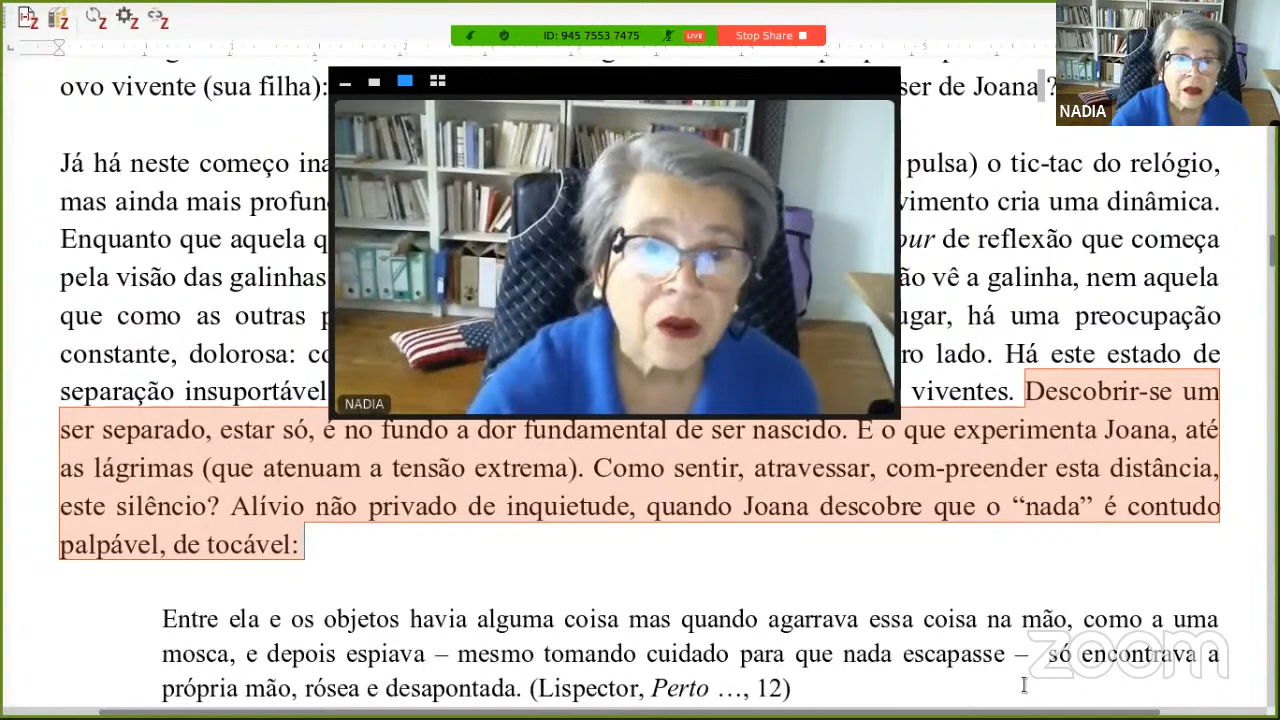 ID: 945 7553 7475 LIVE Stop Share
ovo vivente (sua filha): ser de Joana ?
NADIA
Já há neste começo pulsa) o tic-tac do relógio,
mas ainda mais vimento cria uma dinâmica.
Enquanto que aquela de reflexão que começa
pela visão das galinhas ão vê a galinha, nem aquela
que como as outras ugar, há uma preocupação
constante, dolorosa: ro lado. Há este estado de
separação insuportável viventes. Descobrir-se um
NADIA
ser separado, estar só, é no fundo a dor fundamental de ser nascido. É o que experimenta Joana, até
as lágrimas (que atenuam a tensão extrema). Como sentir, atravessar, com-preender esta distância,
este silêncio? Alívio não privado de inquietude, quando Joana descobre que o “nada” é contudo
palpável, de tocável:
Entre ela e os objetos havia alguma coisa mas quando agarrava essa coisa na mão, como a uma
mosca, e depois espiava – mesmo tomando cuidado para que nada escapasse – só encontrava a
própria mão, rósea e desapontada. (Lispector, Perto …, 12)
zoom